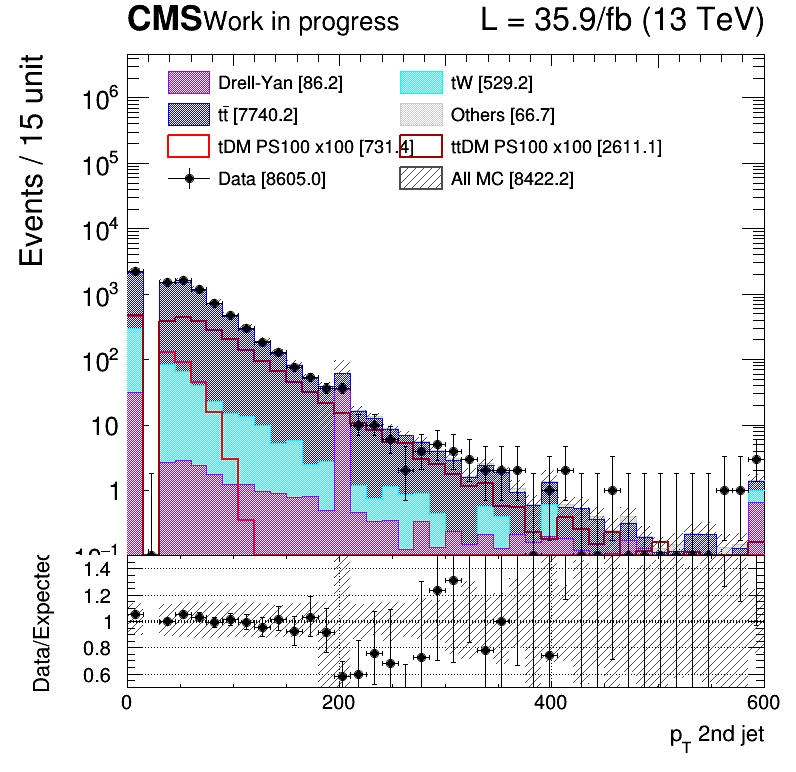 CMS Work in progress L = 35.9/fb (13 TeV)
Events / 15 unit
Drell-Yan [86.2] tW [529.2]
tt̄ [7740.2] Others [66.7]
tDM PS100 x100 [731.4] ttDM PS100 x100 [2611.1]
Data [8605.0] All MC [8422.2]
10⁶
10⁵
10⁴
10³
10²
10
1
10⁻¹
Data/Expected
1.4
1.2
1
0.8
0.6
0 200 400 600
p_T 2nd jet